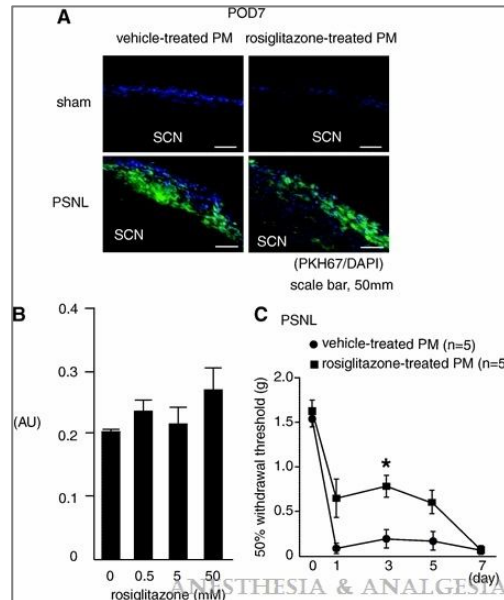 POD7
A
vehicle-treated PM rosiglitazone-treated PM
sham
SCN SCN
PSNL
SCN SCN
(PKH67/DAPI)
scale bar, 50mm
B
0.4
0.3
(AU)
0.2
0.1
0
0 0.5 5 50
rosiglitazone (mM)
C PSNL
vehicle-treated PM (n=5)
rosiglitazone-treated PM (n=5
50% withdrawal threshold (g)
2.0
1.5
1.0
0.5
0
0 1 3 5 7
(day)
*
ANESTHESIA & ANALGESIA